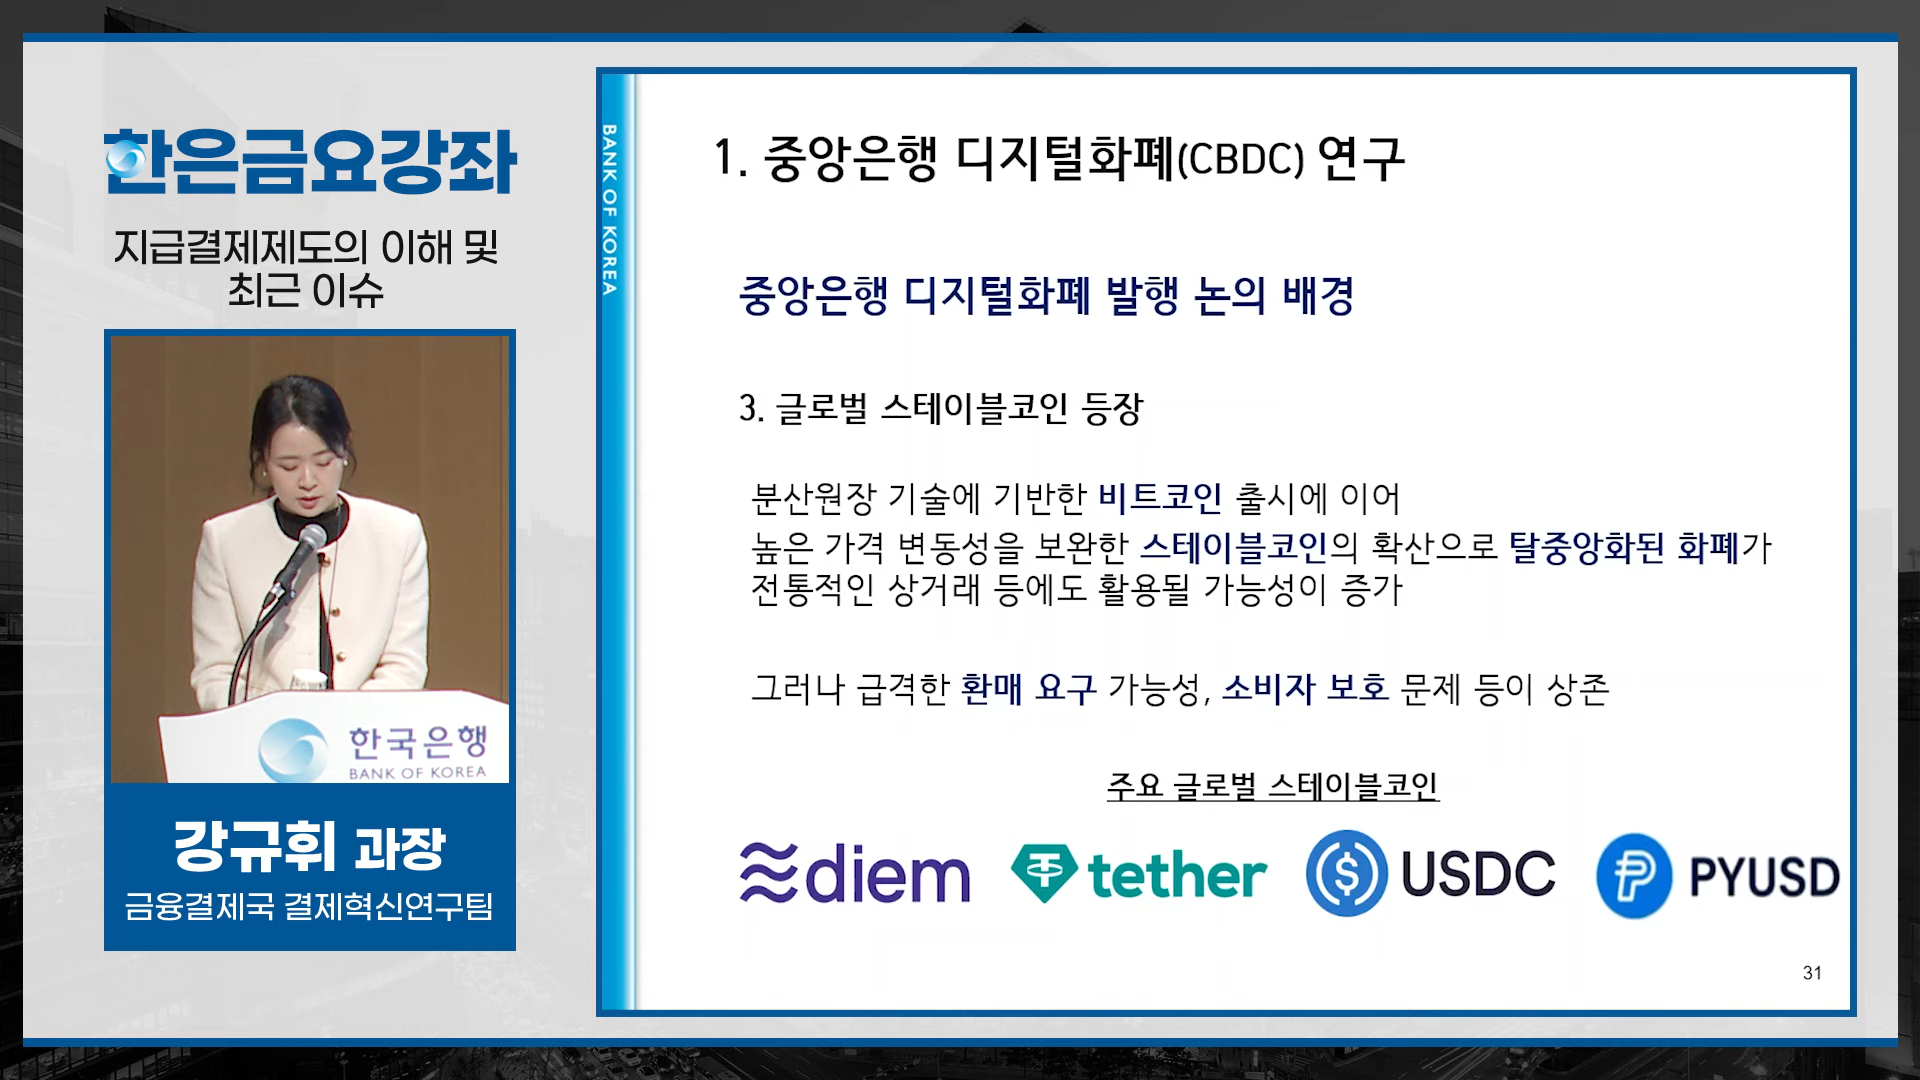 한은금요강좌
지급결제제도의 이해 및
최근 이슈
한국은행
BANK OF KOREA
강규휘 과장
금융결제국 결제혁신연구팀
BANK OF KOREA
1. 중앙은행 디지털화폐(CBDC) 연구
중앙은행 디지털화폐 발행 논의 배경
3. 글로벌 스테이블코인 등장
분산원장 기술에 기반한 비트코인 출시에 이어
높은 가격 변동성을 보완한 스테이블코인의 확산으로 탈중앙화된 화폐가
전통적인 상거래 등에도 활용될 가능성이 증가
그러나 급격한 환매 요구 가능성, 소비자 보호 문제 등이 상존
주요 글로벌 스테이블코인
diem
tether
USDC
PYUSD
31